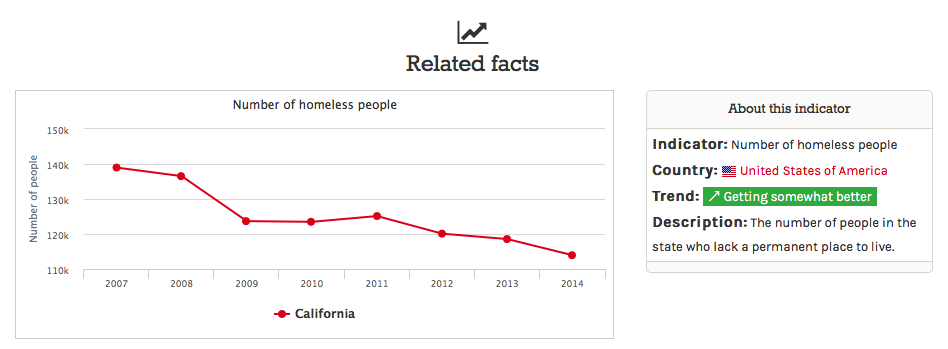 Related facts
Number of homeless people
150k
140k
130k
120k
110k
Number of people
2007 2008 2009 2010 2011 2012 2013 2014
California
About this indicator
Indicator: Number of homeless people
Country: United States of America
Trend: ↗ Getting somewhat better
Description: The number of people in the
state who lack a permanent place to live.